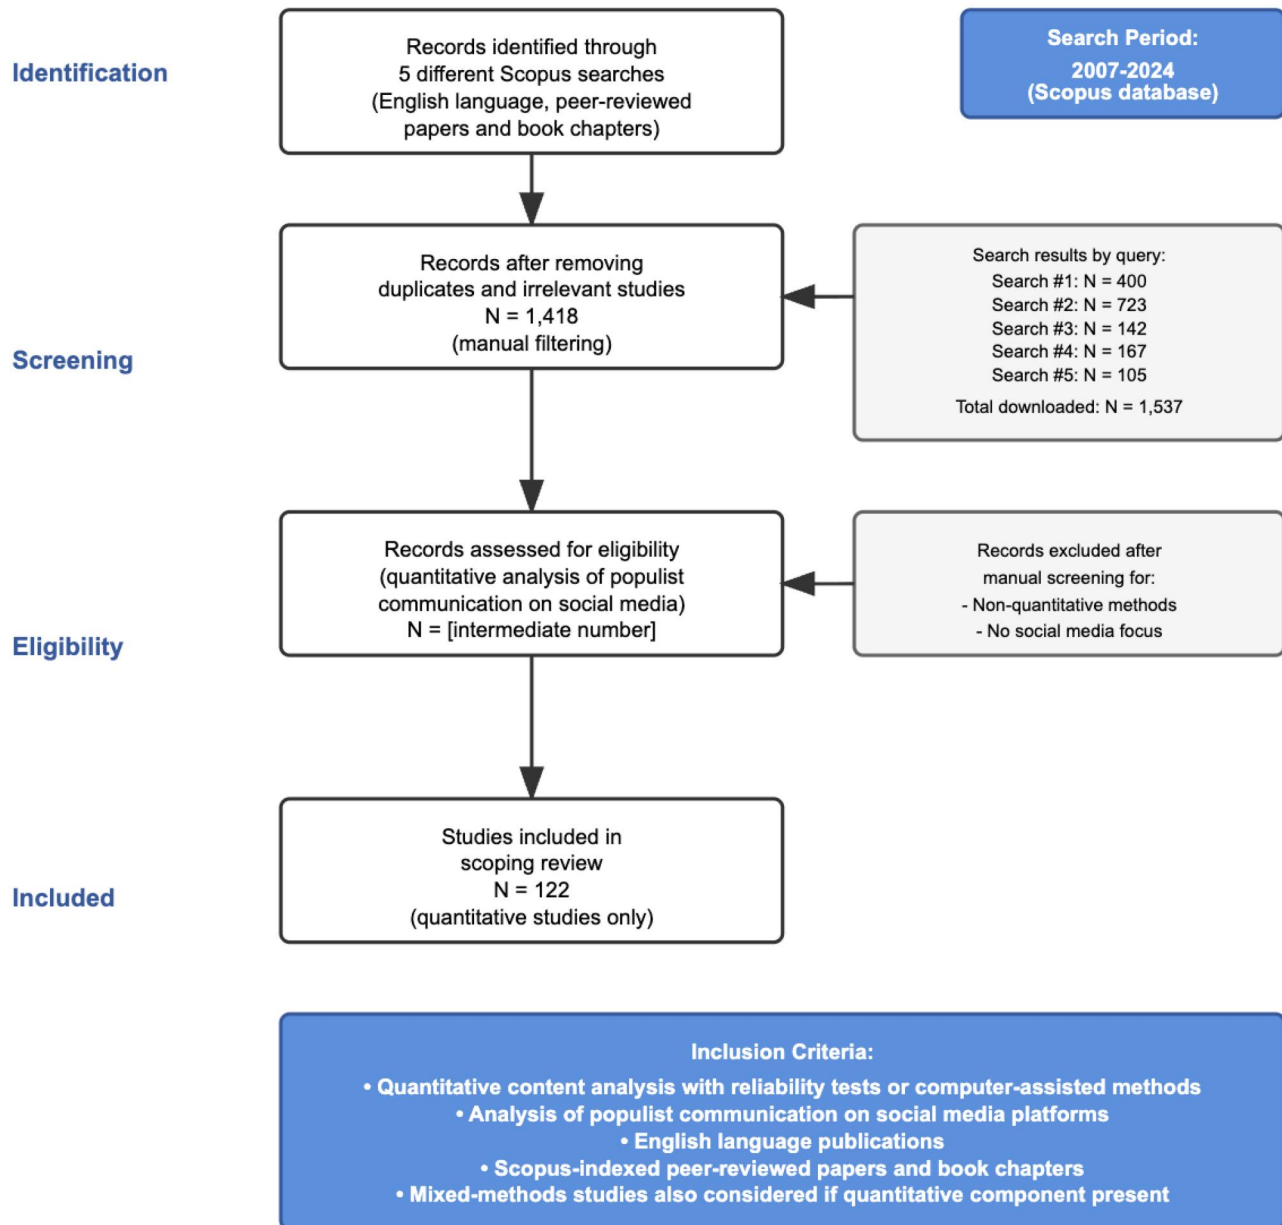 Identification
Records identified through
5 different Scopus searches
(English language, peer-reviewed
papers and book chapters)
Search Period:
2007-2024
(Scopus database)
Screening
Records after removing
duplicates and irrelevant studies
N = 1,418
(manual filtering)
Search results by query:
Search #1: N = 400
Search #2: N = 723
Search #3: N = 142
Search #4: N = 167
Search #5: N = 105
Total downloaded: N = 1,537
Eligibility
Records assessed for eligibility
(quantitative analysis of populist
communication on social media)
N = [intermediate number]
Records excluded after
manual screening for:
- Non-quantitative methods
- No social media focus
Included
Studies included in
scoping review
N = 122
(quantitative studies only)
Inclusion Criteria:
• Quantitative content analysis with reliability tests or computer-assisted methods
• Analysis of populist communication on social media platforms
• English language publications
• Scopus-indexed peer-reviewed papers and book chapters
• Mixed-methods studies also considered if quantitative component present